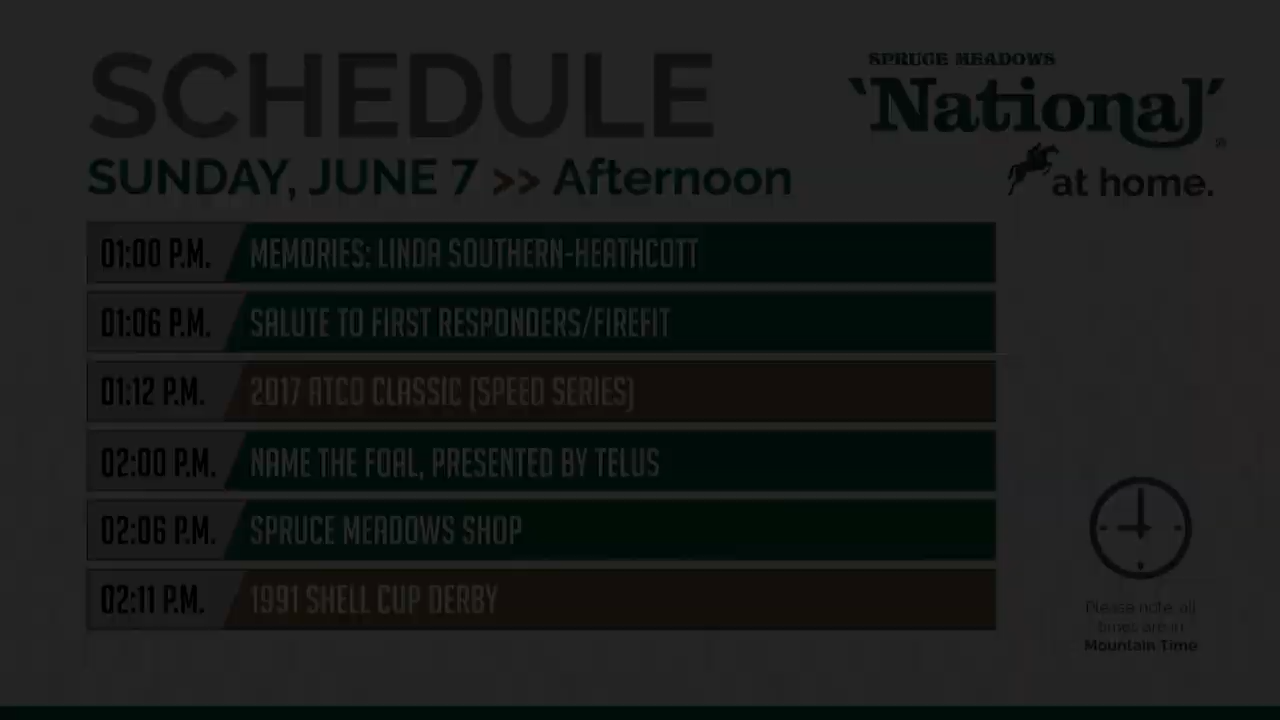 SCHEDULE
SUNDAY, JUNE 7 >> Afternoon
SPRUCE MEADOWS
'National'®
at home.
01:00 P.M. MEMORIES: LINDA SOUTHERN-HEATHCOTT
01:06 P.M. SALUTE TO FIRST RESPONDERS/FIREFIT
01:12 P.M. 2017 ATCO CLASSIC (SPEED SERIES)
02:00 P.M. NAME THE FOAL, PRESENTED BY TELUS
02:06 P.M. SPRUCE MEADOWS SHOP
02:11 P.M. 1991 SHELL CUP DERBY
Please note, all
times are in
Mountain Time